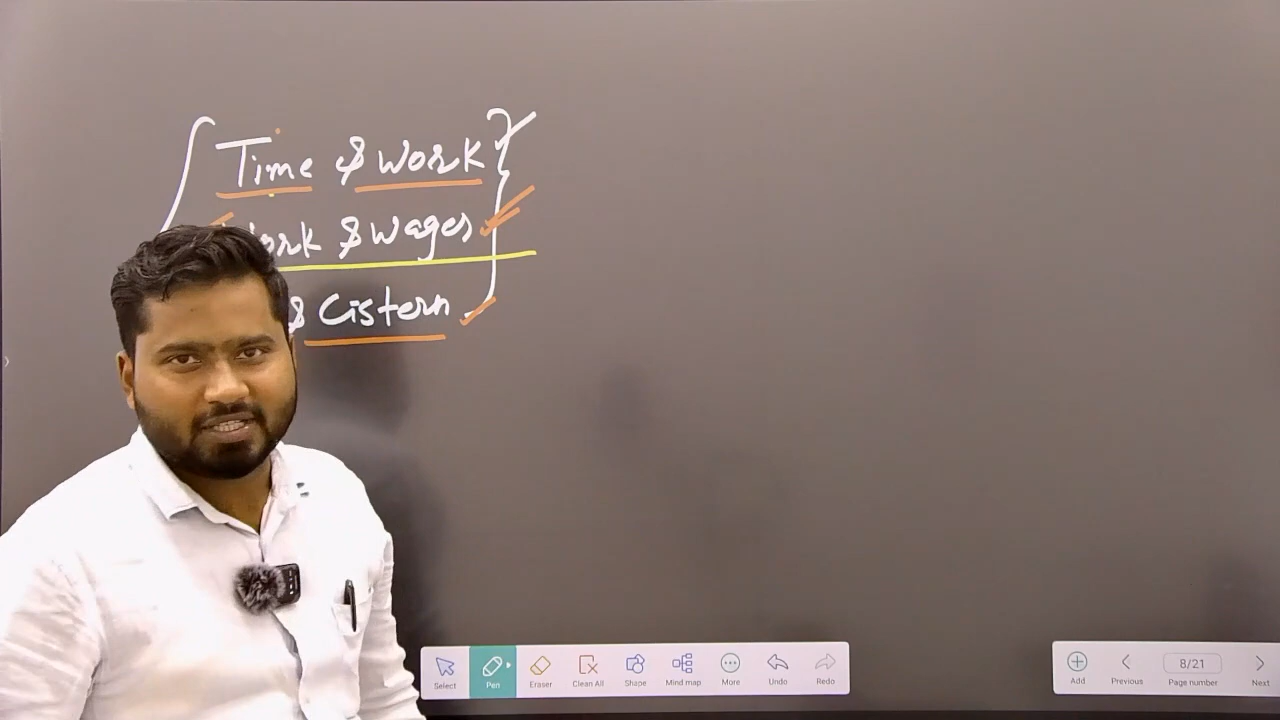 Time & work
work & wages
& Cistern
Select Pen Eraser Clean All Shape Mind map More Undo Redo
Add Previous 8/21 Page number Next